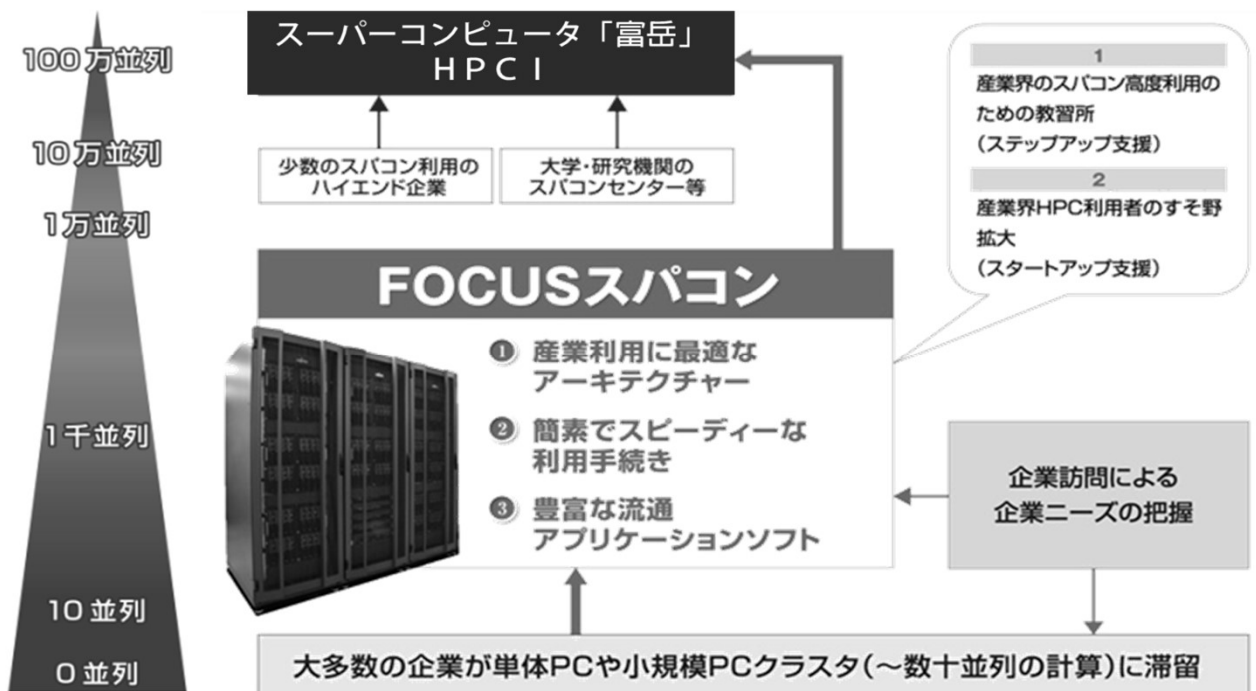 100万並列
10万並列
1万並列
1千並列
10並列
0並列
スーパーコンピュータ「富岳」
HPCI
少数のスパコン利用の
ハイエンド企業
大学・研究機関の
スパコンセンター等
1
産業界のスパコン高度利用の
ための教習所
(ステップアップ支援)
2
産業界HPC利用者のすそ野
拡大
(スタートアップ支援)
FOCUSスパコン
❶ 産業利用に最適な
アーキテクチャー
❷ 簡素でスピーディーな
利用手続き
❸ 豊富な流通
アプリケーションソフト
企業訪問による
企業ニーズの把握
大多数の企業が単体PCや小規模PCクラスタ(～数十並列の計算)に滞留